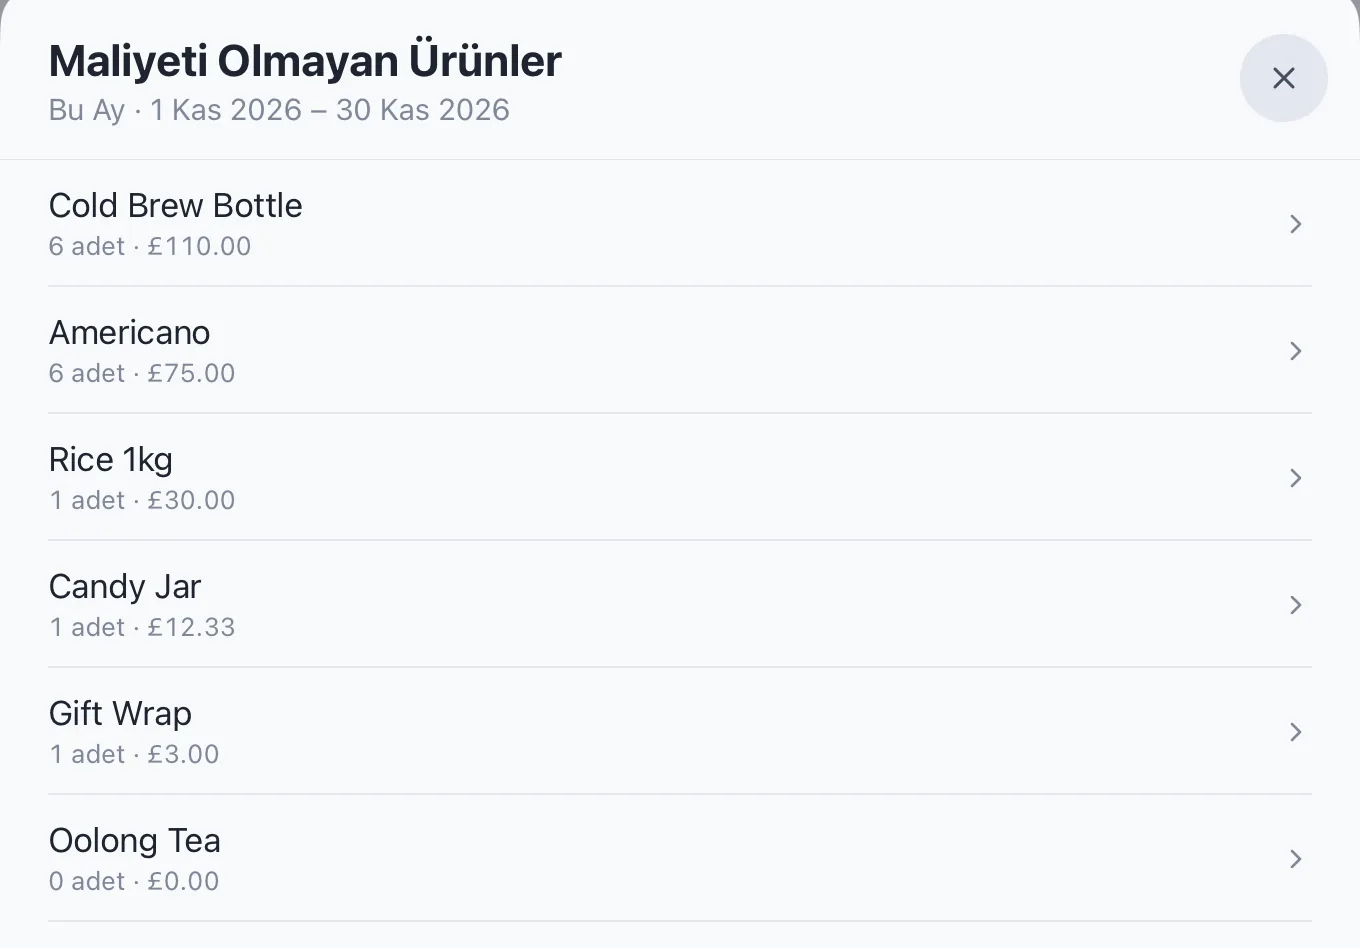 Maliyeti Olmayan Ürünler
Bu Ay · 1 Kas 2026 – 30 Kas 2026
Cold Brew Bottle
6 adet · £110.00
Americano
6 adet · £75.00
Rice 1kg
1 adet · £30.00
Candy Jar
1 adet · £12.33
Gift Wrap
1 adet · £3.00
Oolong Tea
0 adet · £0.00